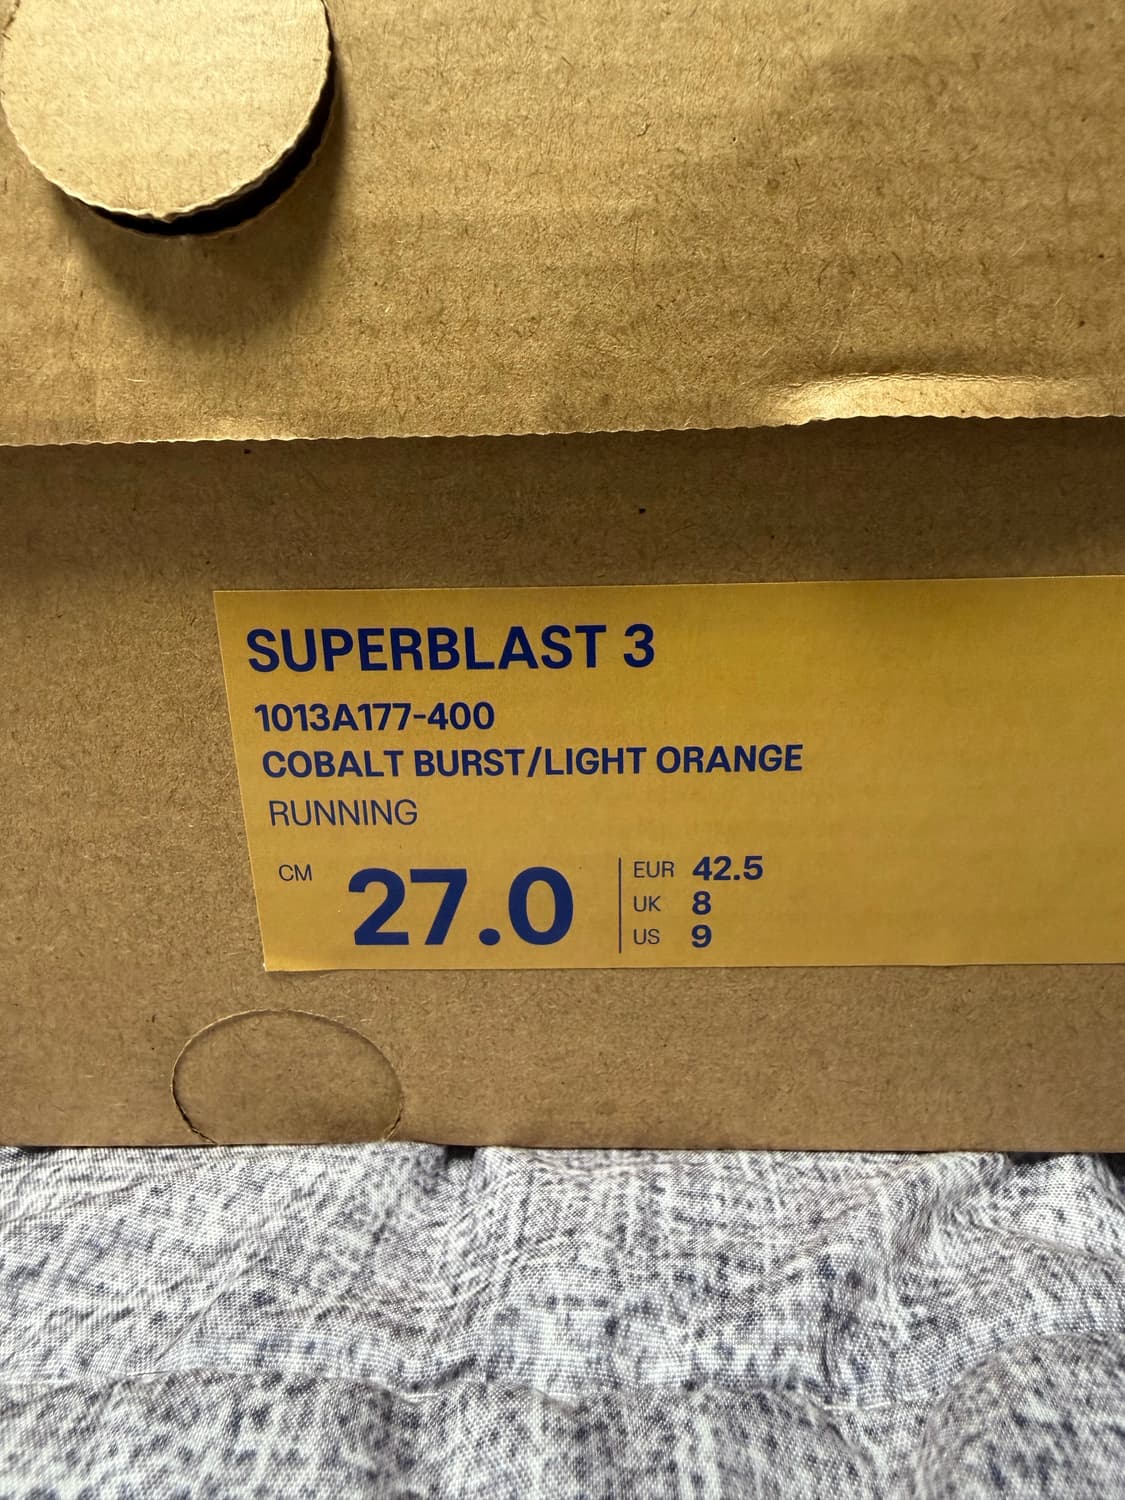 SUPERBLAST 3
1013A177-400
COBALT BURST/LIGHT ORANGE
RUNNING
CM 27.0
EUR 42.5
UK 8
US 9